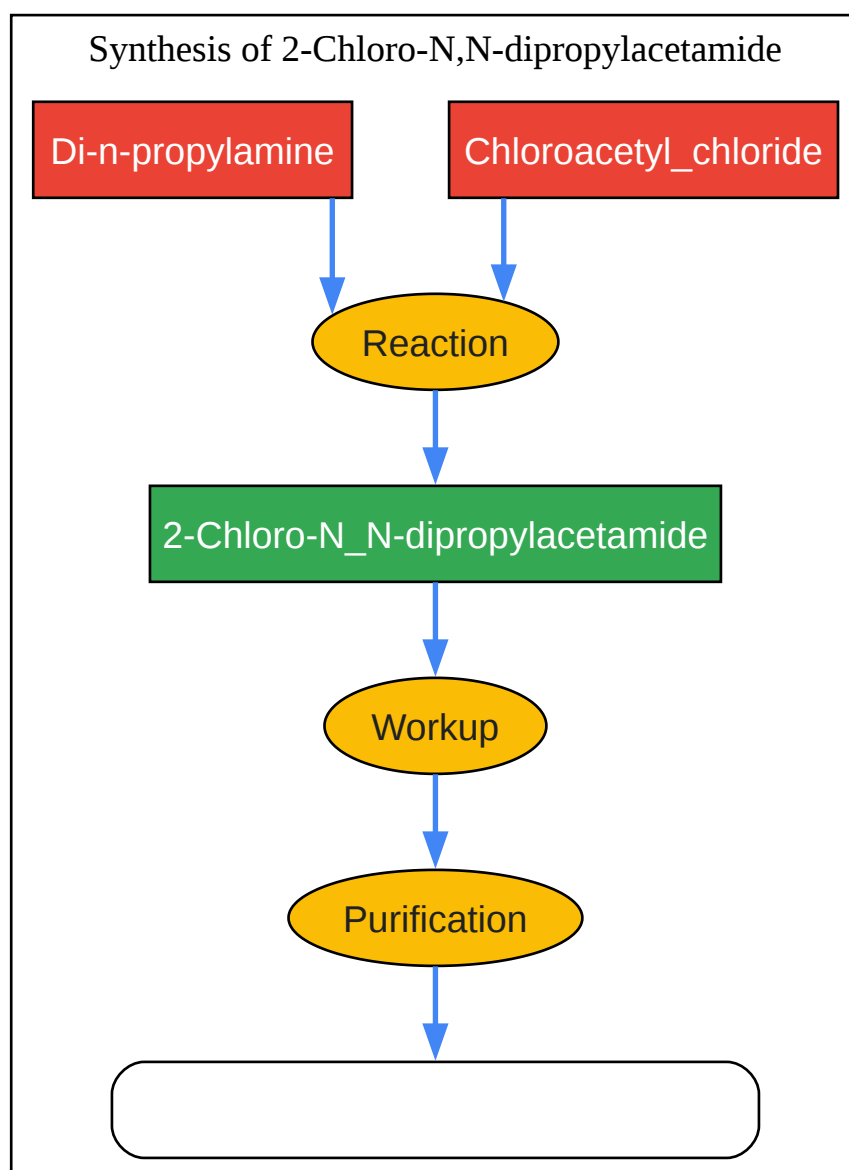 Synthesis of 2-Chloro-N,N-dipropylacetamide
Di-n-propylamine
Chloroacetyl_chloride
Reaction
2-Chloro-N_N-dipropylacetamide
Workup
Purification